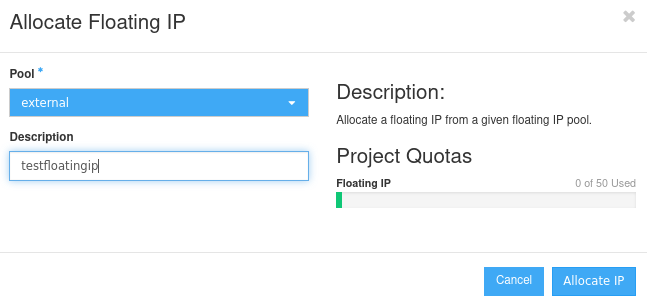 Allocate Floating IP
Pool *
external
Description
testfloatingip
Description:
Allocate a floating IP from a given floating IP pool.
Project Quotas
Floating IP 0 of 50 Used
Cancel Allocate IP